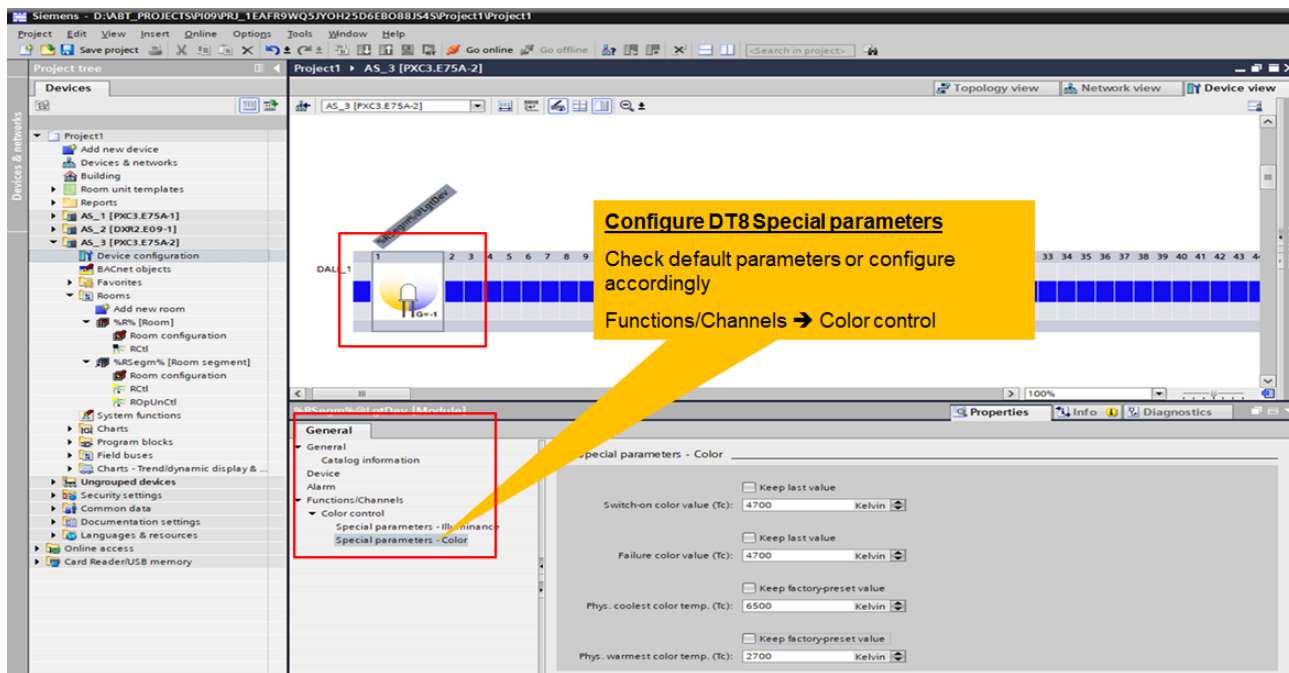 Siemens - D:\ABT_PROJECTS\PI09\PRJ_1EAFR9WQ5JYOH25D6EBO88JS4S\Project1\Project1
Project Edit View Insert Online Options Tools Window Help
Save project Go online Go offline <Search in project>
Project tree
Project1 ▸ AS_3 [PXC3.E75A-2]
Devices
Topology view Network view Device view
AS_3 [PXC3.E75A-2]
Devices & networks
Project1
Add new device
Devices & networks
Building
Room unit templates
Reports
AS_1 [PXC3.E75A-1]
AS_2 [DXR2.E09-1]
AS_3 [PXC3.E75A-2]
Device configuration
BACnet objects
Favorites
Rooms
Add new room
%R% [Room]
Room configuration
RCtl
%RSegm% [Room segment]
Room configuration
RCtl
ROpUnCtl
System functions
Charts
Program blocks
Field buses
Charts - Trend/dynamic display & ...
Ungrouped devices
Security settings
Common data
Documentation settings
Languages & resources
Online access
Card Reader/USB memory
%RSegm%@LgtDev
DALI_1
1 2 3 4 5 6 7 8 9 33 34 35 36 37 38 39 40 41 42 43
G=-1
Configure DT8 Special parameters
Check default parameters or configure
accordingly
Functions/Channels ➔ Color control
100%
%RSegm%@LgtDev [Module]
Properties Info Diagnostics
General
General
Catalog information
Device
Alarm
Functions/Channels
Color control
Special parameters - Illuminance
Special parameters - Color
Special parameters - Color
Keep last value
Switch-on color value (Tc): 4700 Kelvin
Keep last value
Failure color value (Tc): 4700 Kelvin
Keep factory-preset value
Phys. coolest color temp. (Tc): 6500 Kelvin
Keep factory-preset value
Phys. warmest color temp. (Tc): 2700 Kelvin